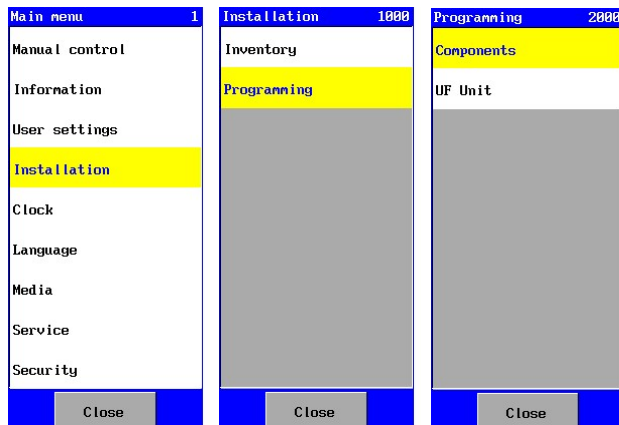 Main menu 1
Manual control
Information
User settings
Installation
Clock
Language
Media
Service
Security
Close
Installation 1000
Inventory
Programming
Close
Programming 2000
Components
UF Unit
Close